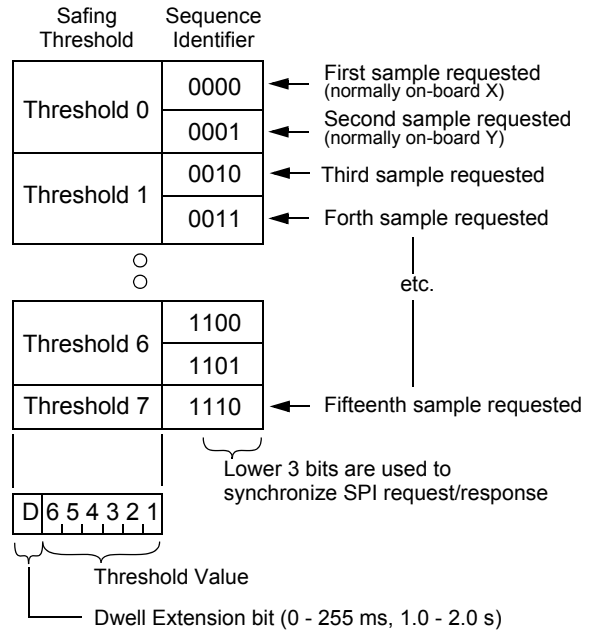 Safing Threshold
Sequence Identifier
Threshold 0
0000
First sample requested
(normally on-board X)
0001
Second sample requested
(normally on-board Y)
Threshold 1
0010
Third sample requested
0011
Forth sample requested
etc.
Threshold 6
1100
1101
Threshold 7
1110
Fifteenth sample requested
Lower 3 bits are used to
synchronize SPI request/response
D 6 5 4 3 2 1
Threshold Value
Dwell Extension bit (0 - 255 ms, 1.0 - 2.0 s)